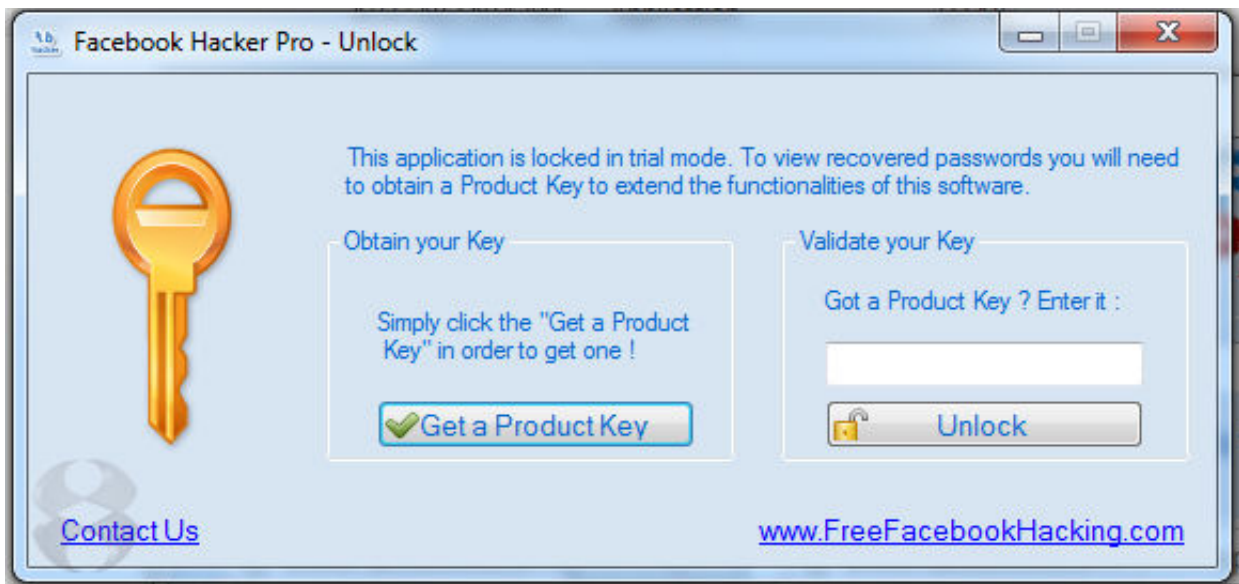 Facebook Hacker Pro - Unlock
This application is locked in trial mode. To view recovered passwords you will need
to obtain a Product Key to extend the functionalities of this software.
Obtain your Key
Simply click the "Get a Product
Key" in order to get one !
Get a Product Key
Validate your Key
Got a Product Key ? Enter it :
Unlock
Contact Us
www.FreeFacebookHacking.com